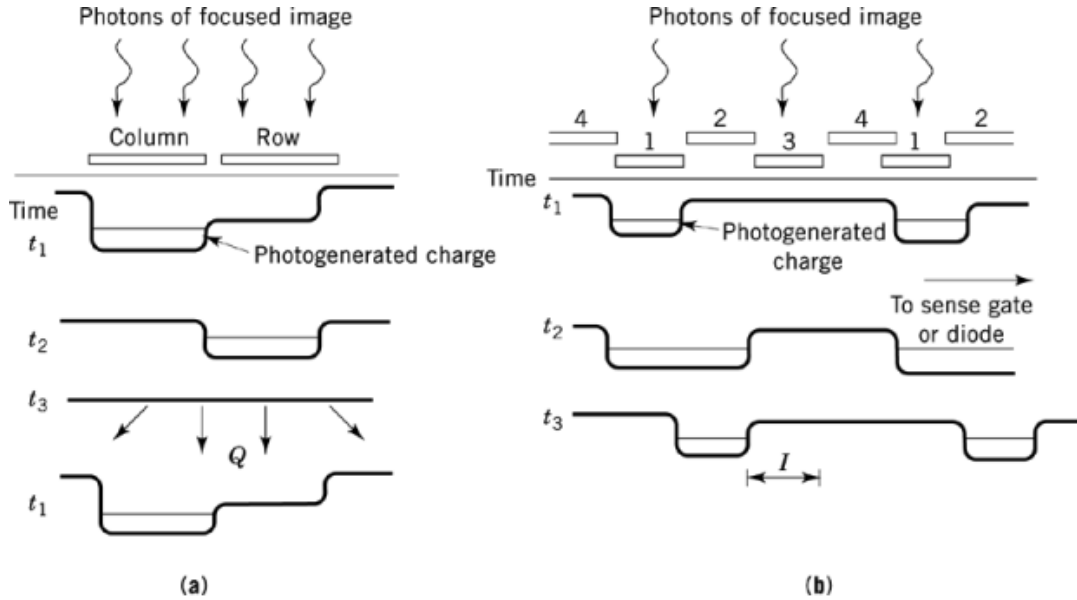 Photons of focused image
Column Row
Time
t₁
Photogenerated charge
t₂
t₃
Q
t₁
(a)
Photons of focused image
4 2 4 2
1 3 1
Time
t₁
Photogenerated
charge
To sense gate
or diode
t₂
t₃
I
(b)